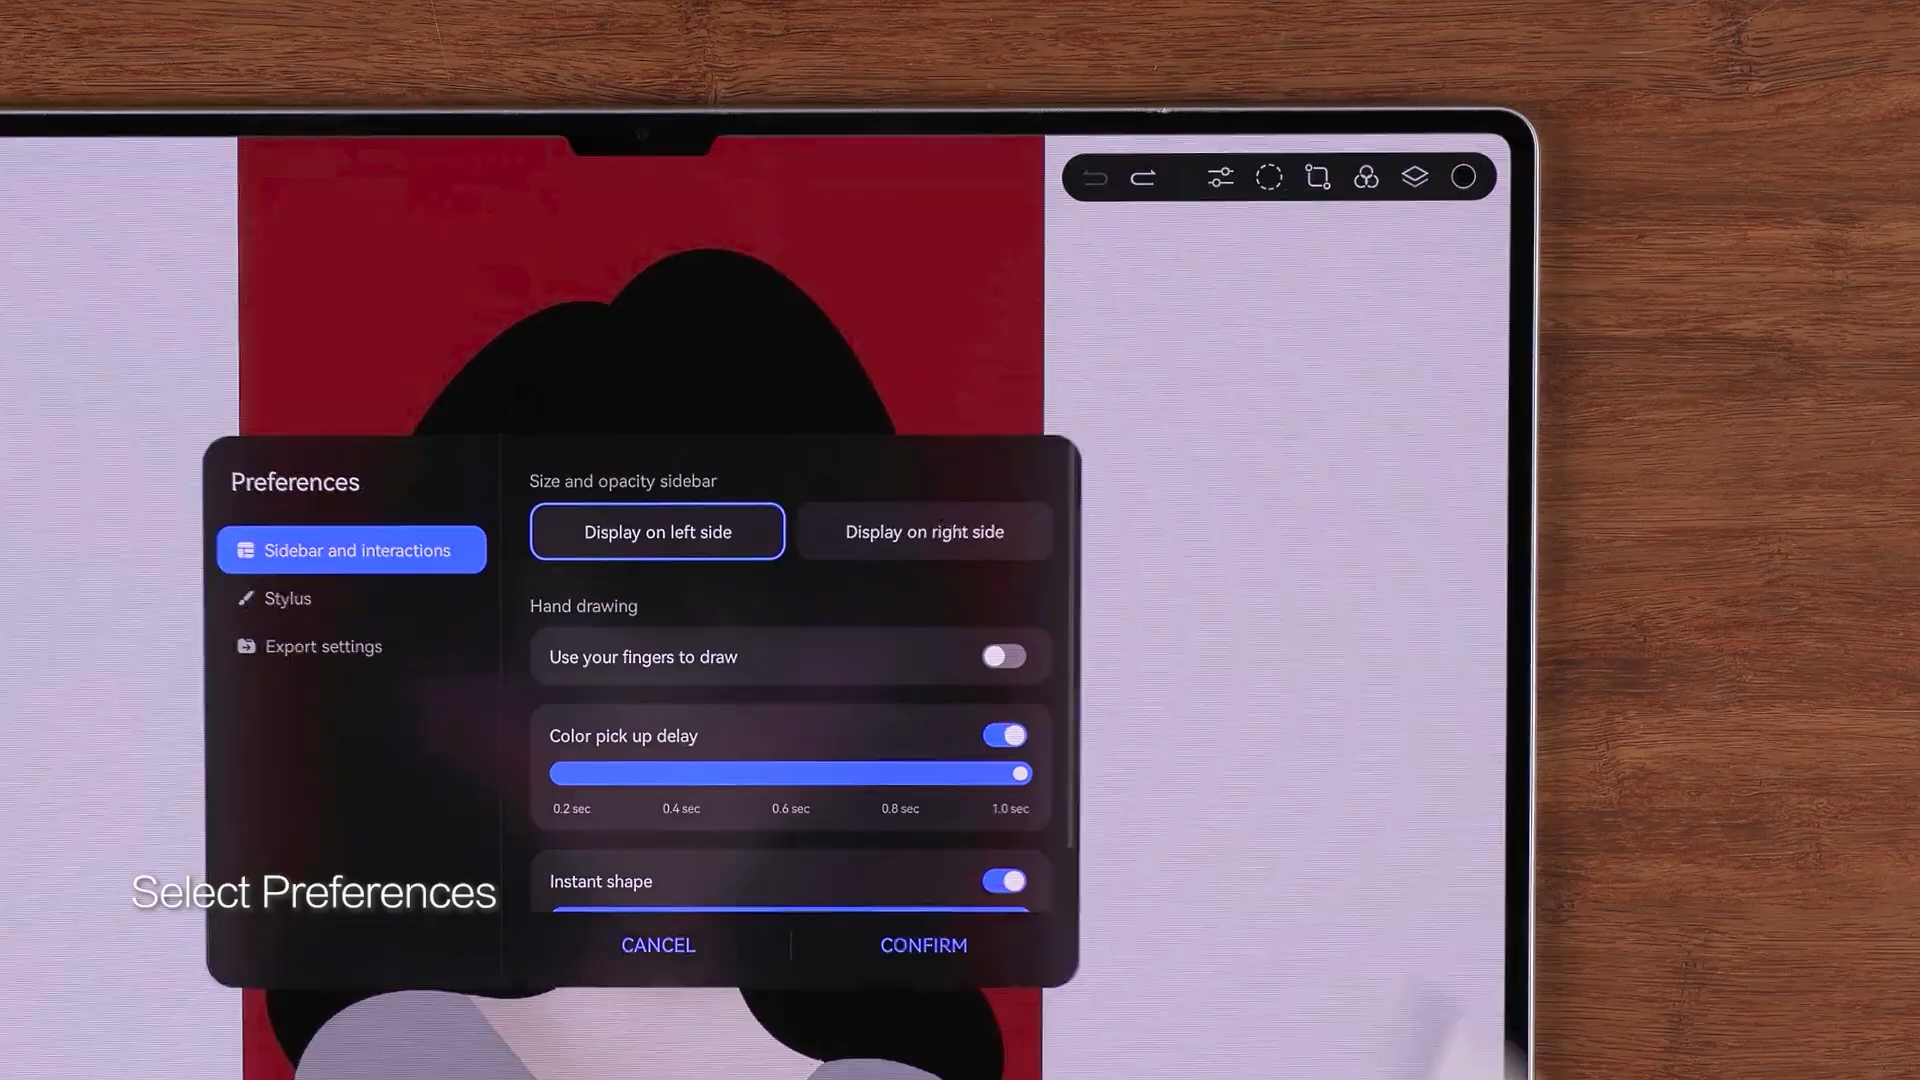 Preferences
Sidebar and interactions
Stylus
Export settings
Size and opacity sidebar
Display on left side
Display on right side
Hand drawing
Use your fingers to draw
Color pick up delay
0.2 sec
0.4 sec
0.6 sec
0.8 sec
1.0 sec
Instant shape
CANCEL
CONFIRM
Select Preferences